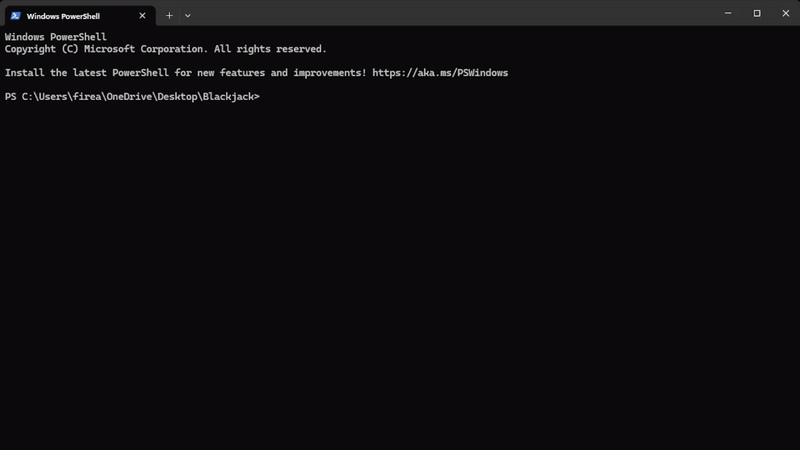 Windows PowerShell
Windows PowerShell
Copyright (C) Microsoft Corporation. All rights reserved.
Install the latest PowerShell for new features and improvements! https://aka.ms/PSWindows
PS C:\Users\firea\OneDrive\Desktop\Blackjack>